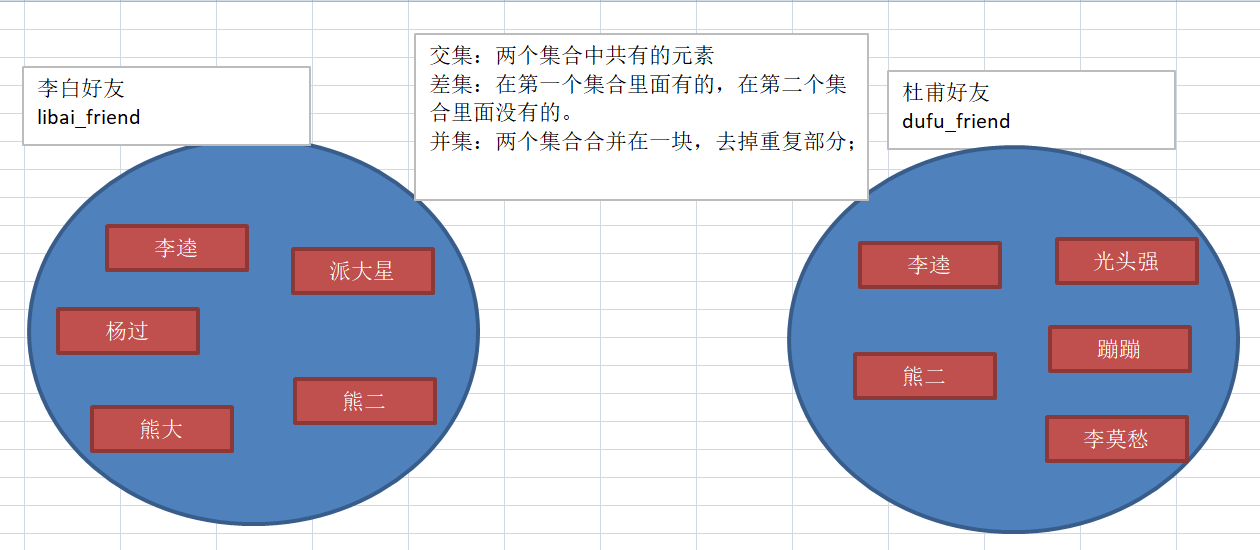 李白好友
libai_friend
交集：两个集合中共有的元素
差集：在第一个集合里面有的，在第二个集
合里面没有的。
并集：两个集合合并在一块，去掉重复部分；
杜甫好友
dufu_friend
李逵
派大星
杨过
熊二
熊大
李逵
光头强
蹦蹦
熊二
李莫愁